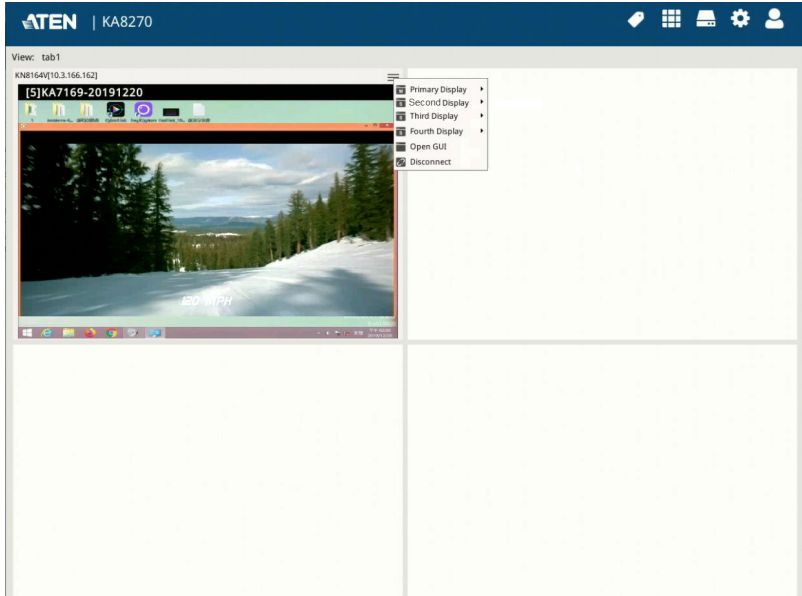 ATEN | KA8270
View: tab1
KN8164V[10.3.166.162]
[5]KA7169-20191220
Primary Display
Second Display
Third Display
Fourth Display
Open GUI
Disconnect
120 MPH